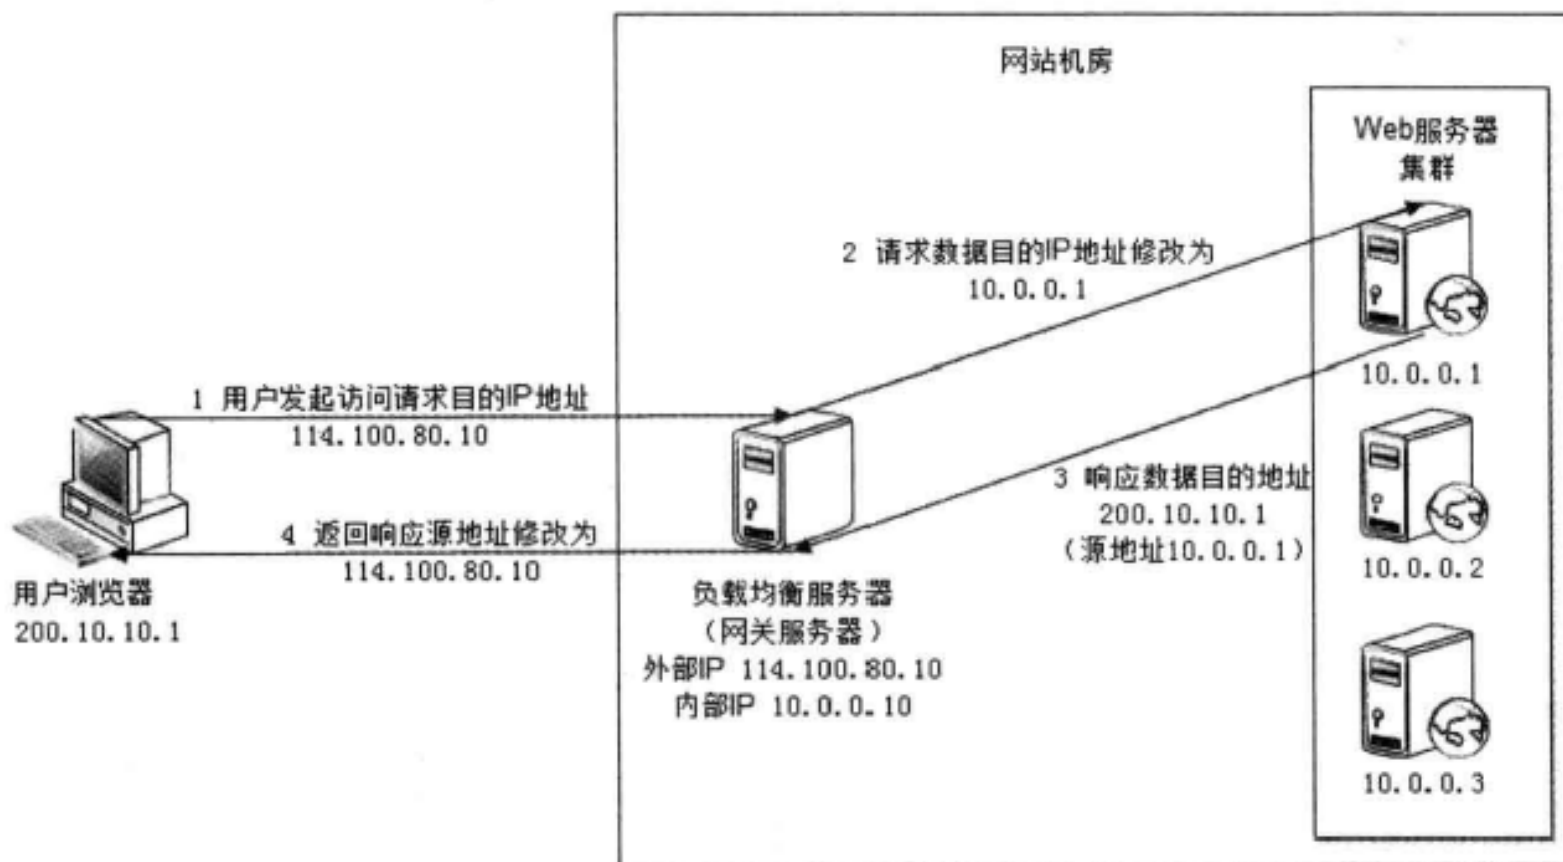 网站机房
Web服务器
集群
2 请求数据目的IP地址修改为
10.0.0.1
10.0.0.1
1 用户发起访问请求目的IP地址
114.100.80.10
3 响应数据目的地址
200.10.10.1
（源地址10.0.0.1）
4 返回响应源地址修改为
114.100.80.10
10.0.0.2
用户浏览器
200.10.10.1
负载均衡服务器
（网关服务器）
外部IP 114.100.80.10
内部IP 10.0.0.10
10.0.0.3